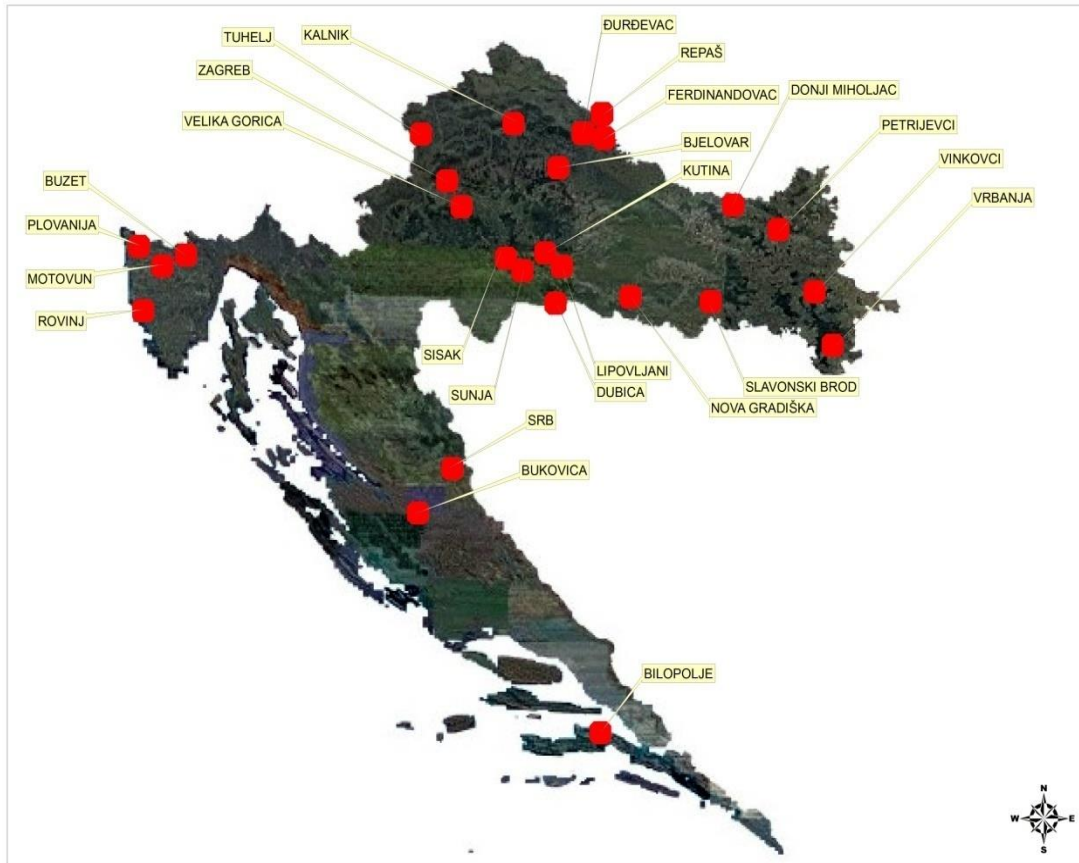 ĐURĐEVAC
KALNIK
TUHELJ
REPAŠ
ZAGREB
DONJI MIHOLJAC
FERDINANDOVAC
VELIKA GORICA
PETRIJEVCI
BJELOVAR
VINKOVCI
KUTINA
BUZET
VRBANJA
PLOVANIJA
MOTOVUN
ROVINJ
SISAK
LIPOVLJANI
SLAVONSKI BROD
SUNJA
DUBICA
NOVA GRADIŠKA
SRB
BUKOVICA
BILOPOLJE
N
W E
S